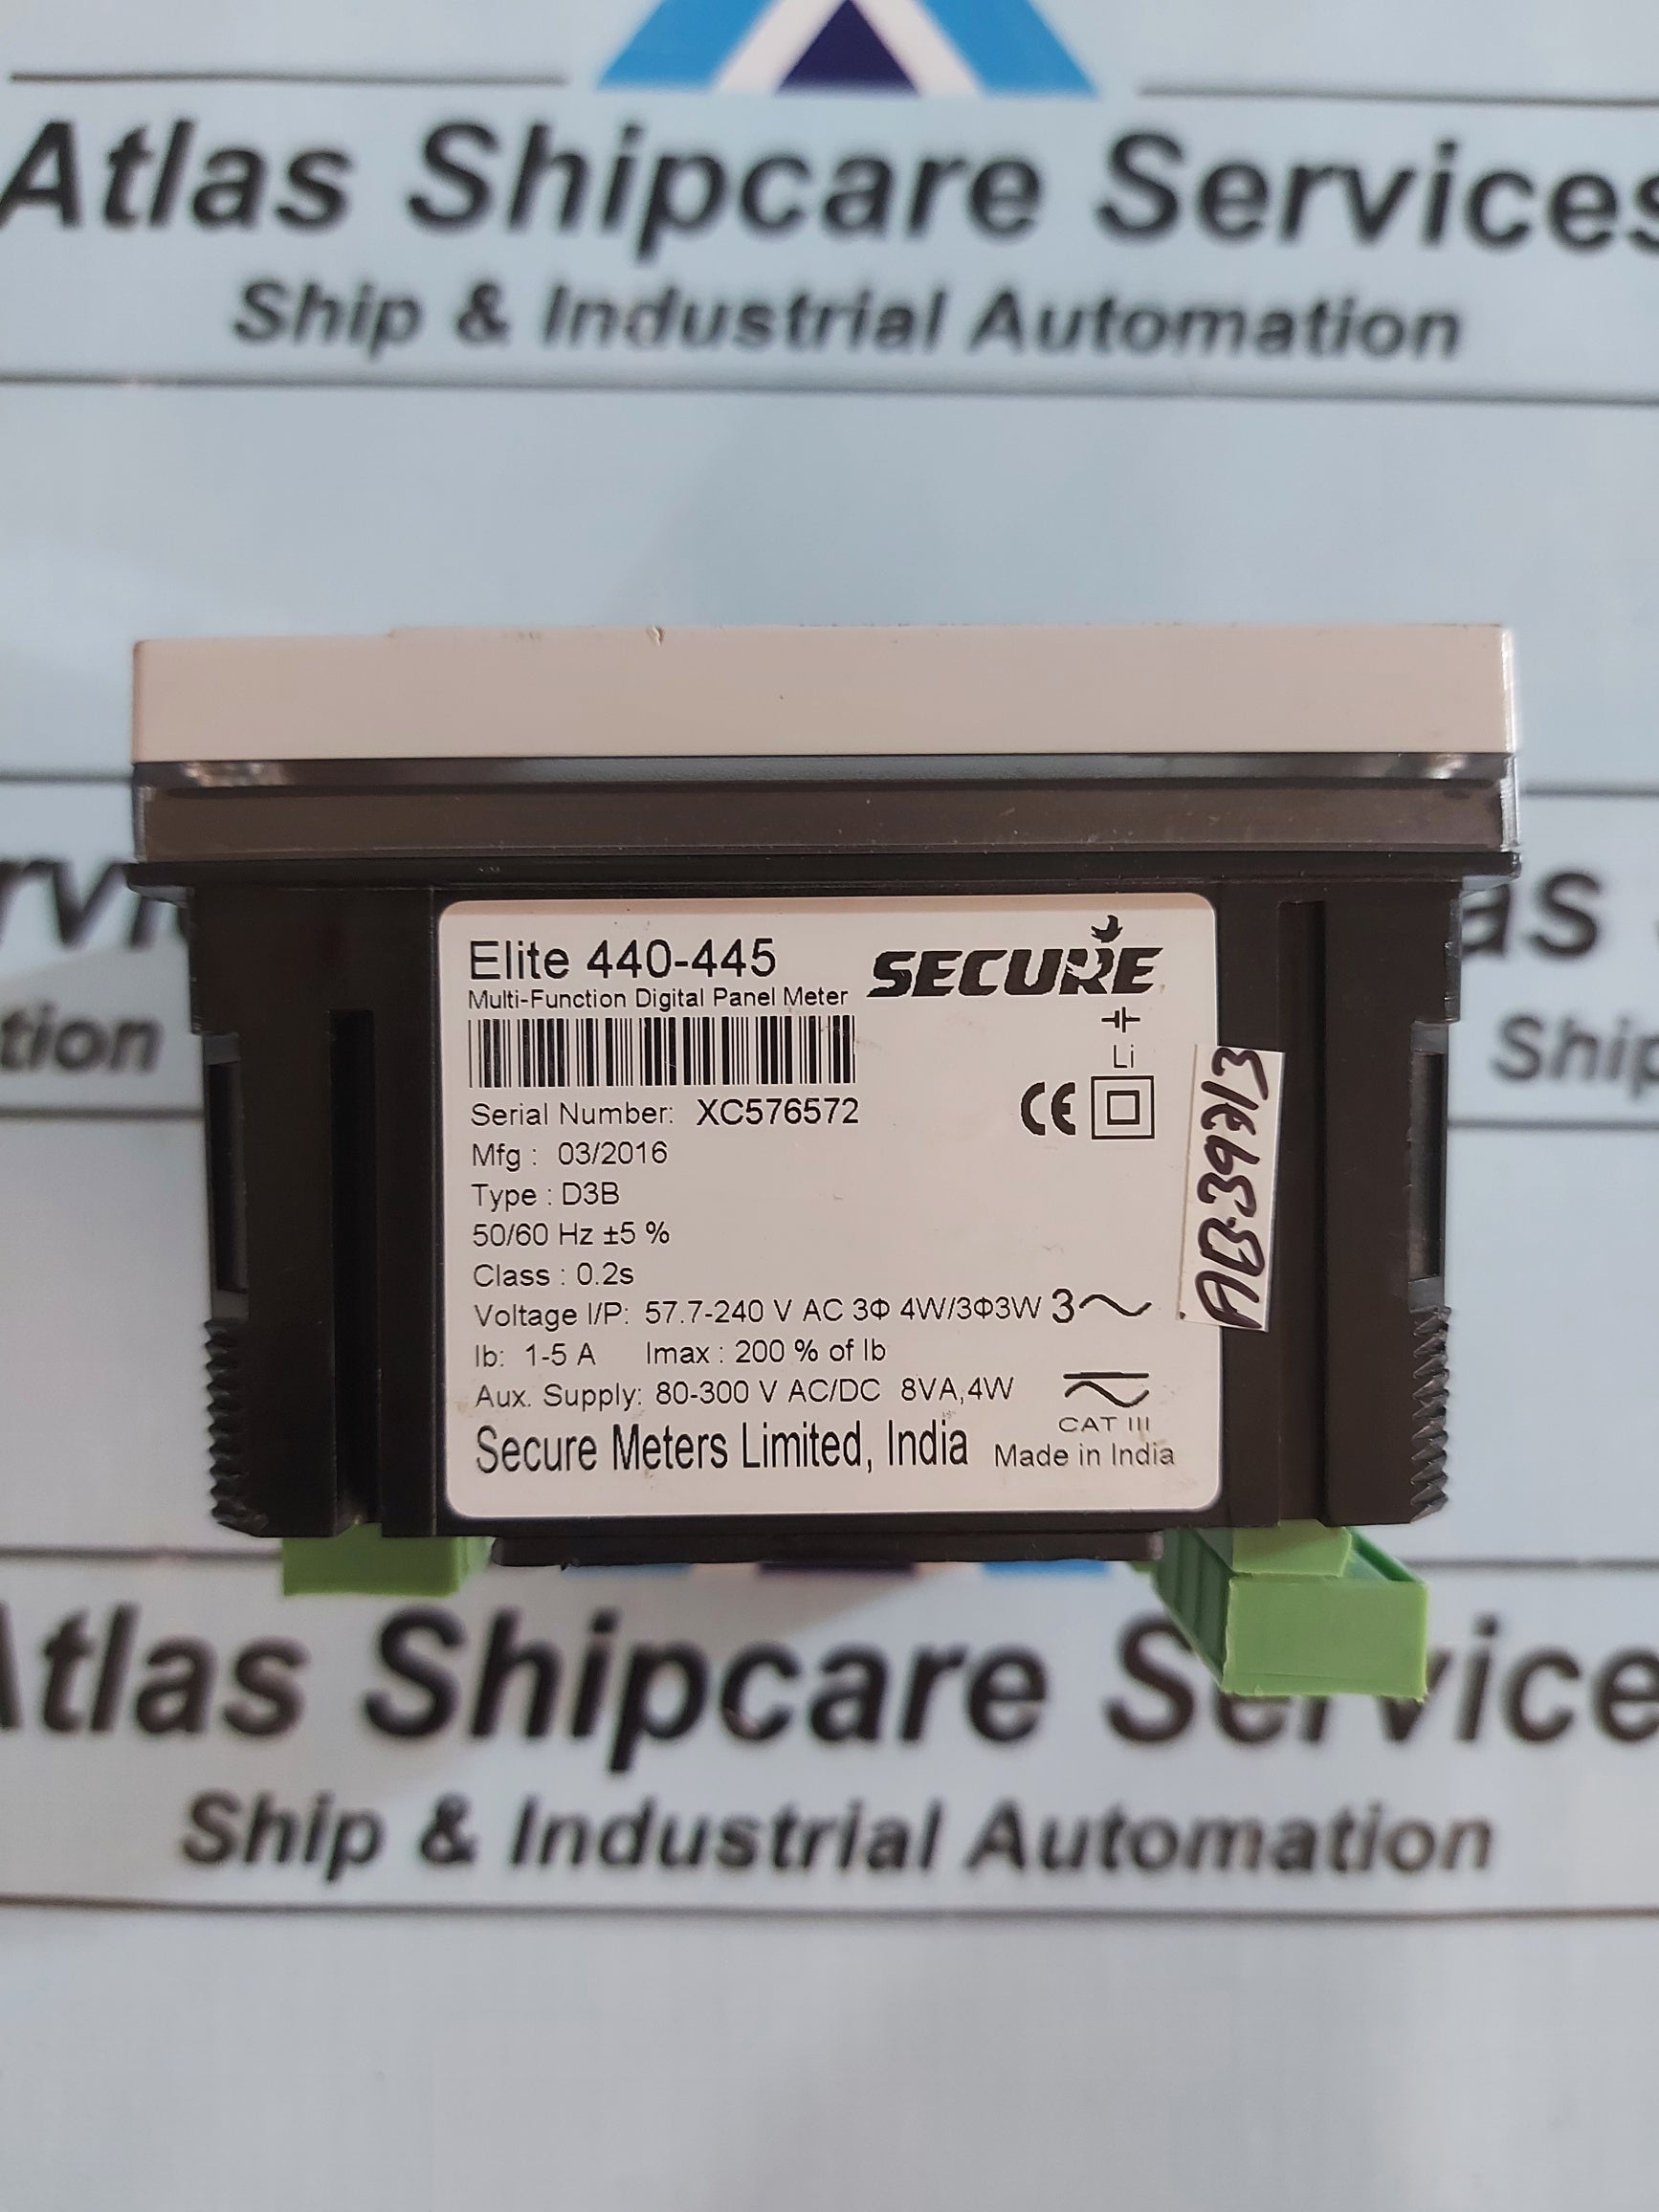 Atlas Shipcare Services
Ship & Industrial Automation
Elite 440-445
SECURE
Multi-Function Digital Panel Meter
Li
Serial Number: XC576572
CE
Mfg : 03/2016
Type : D3B
50/60 Hz ±5 %
Class : 0.2s
Voltage I/P: 57.7-240 V AC 3Φ 4W/3Φ3W 3~
Ib: 1-5 A Imax : 200 % of Ib
Aux. Supply: 80-300 V AC/DC 8VA,4W
CAT III
Secure Meters Limited, India Made in India
Atlas Shipcare Service
Ship & Industrial Automation